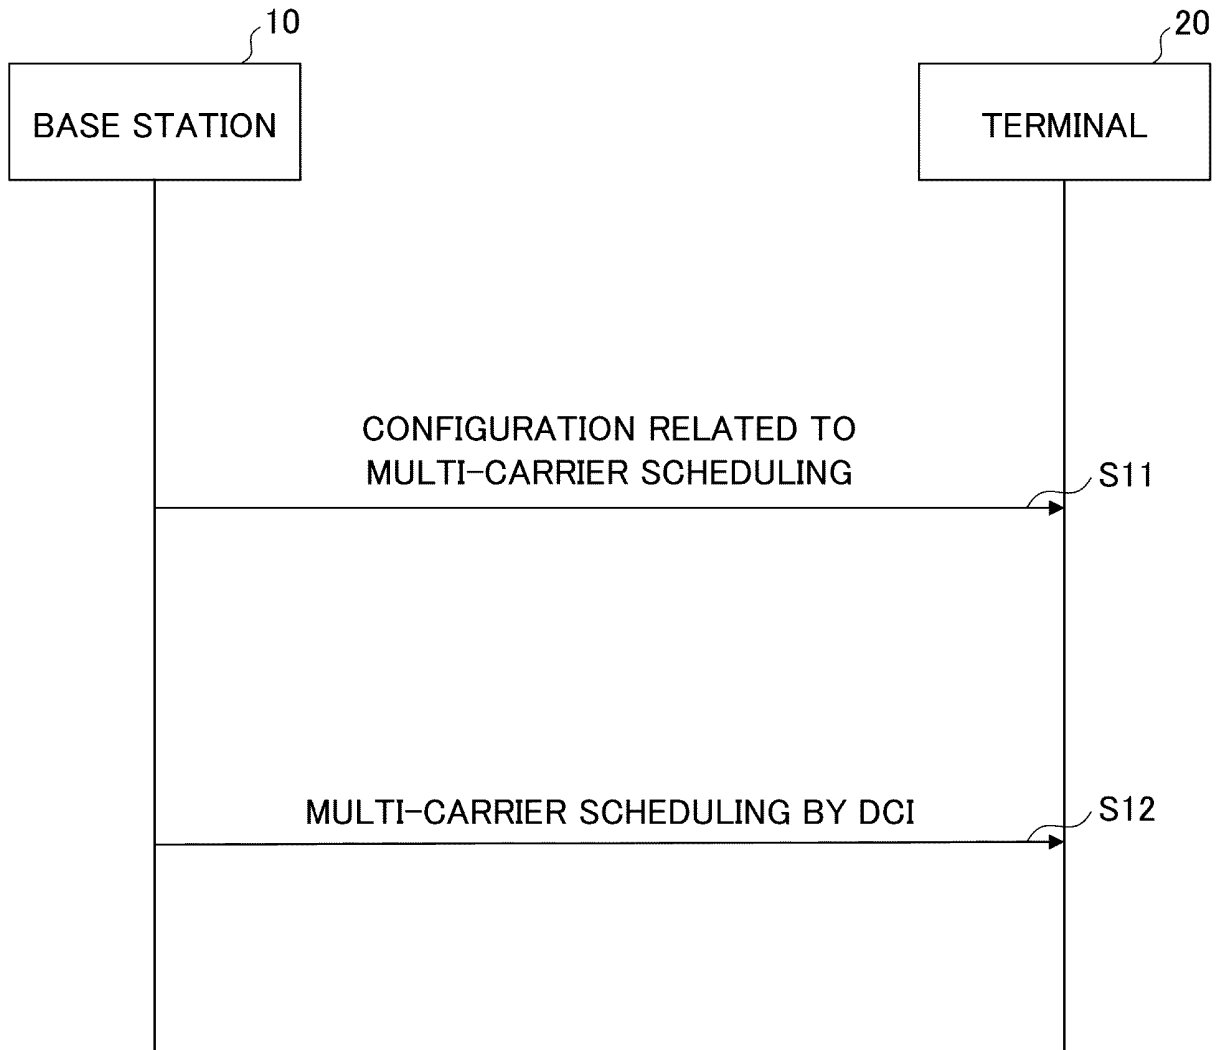 10
20
BASE STATION
TERMINAL
CONFIGURATION RELATED TO
MULTI-CARRIER SCHEDULING
S11
MULTI-CARRIER SCHEDULING BY DCI
S12